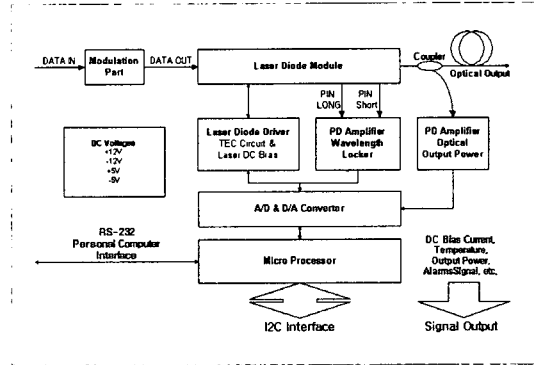 DATA IN
Modulation
Part
DATA OUT
Laser Diode Module
Coupler
Optical Output
PIN
LONG
PIN
Short
Laser Diode Driver
TEC Circuit &
Laser DC Bias
PD Amplifier
Wavelength
Locker
PD Amplifier
Optical
Output Power
DC Voltages
+12V
-12V
+5V
-5V
A/D & D/A Convertor
RS-232
Personal Computer
Interface
Micro Processor
DC Bias Current,
Temperature,
Output Power,
AlarmsSignal, etc.
I2C Interface
Signal Output